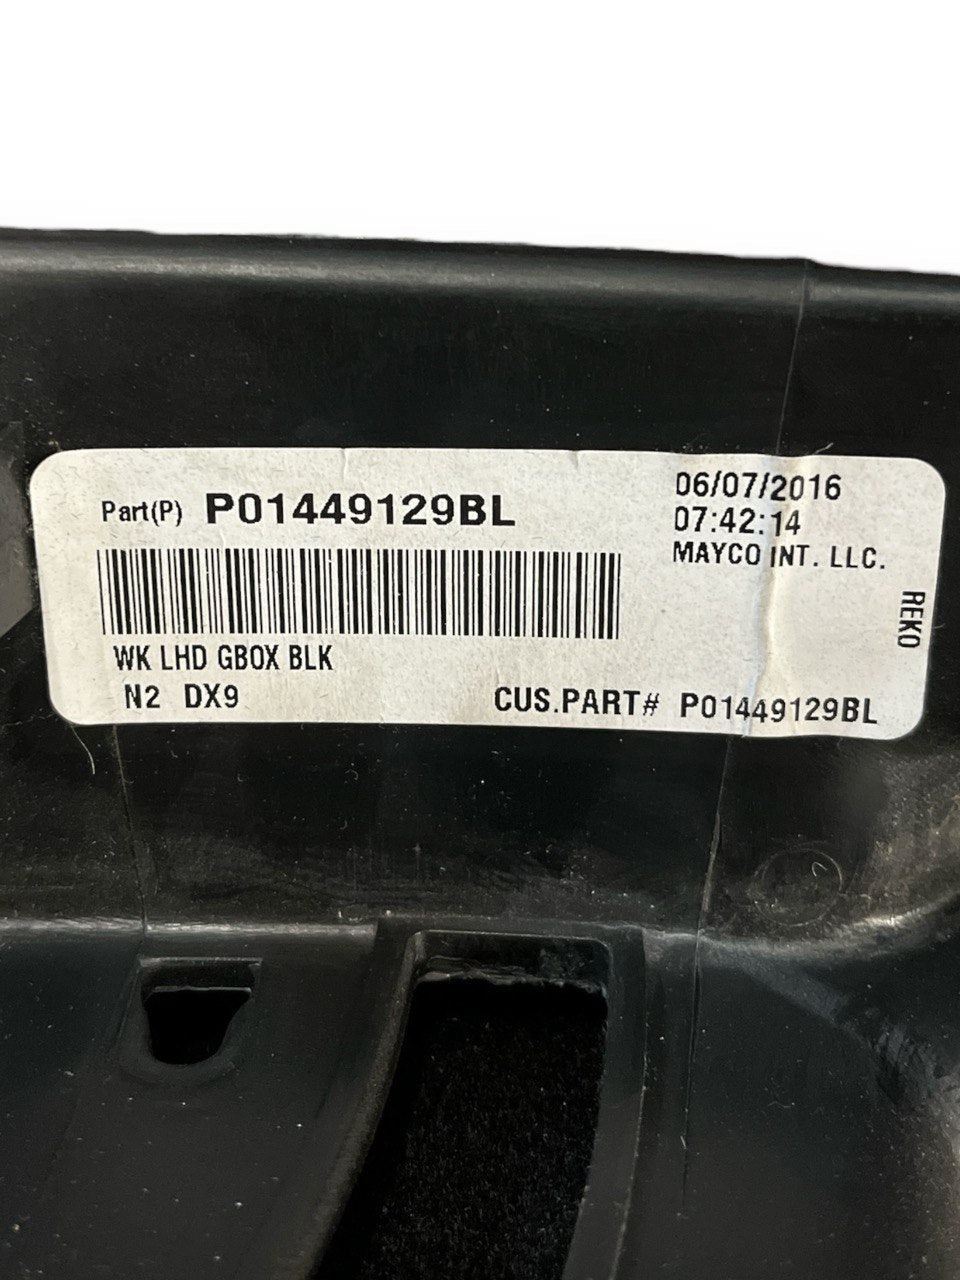 Part(P) P01449129BL
06/07/2016
07:42:14
MAYCO INT. LLC.
REKO
WK LHD GBOX BLK
N2 DX9
CUS.PART# P01449129BL